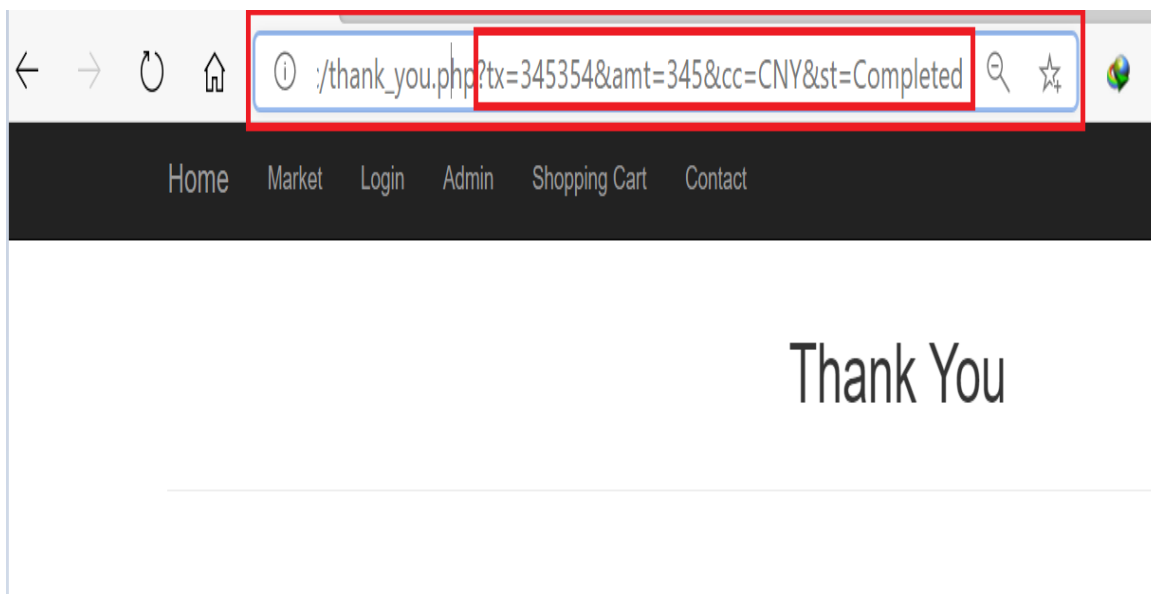 :/thank_you.php?tx=345354&amt=345&cc=CNY&st=Completed
Home Market Login Admin Shopping Cart Contact
Thank You